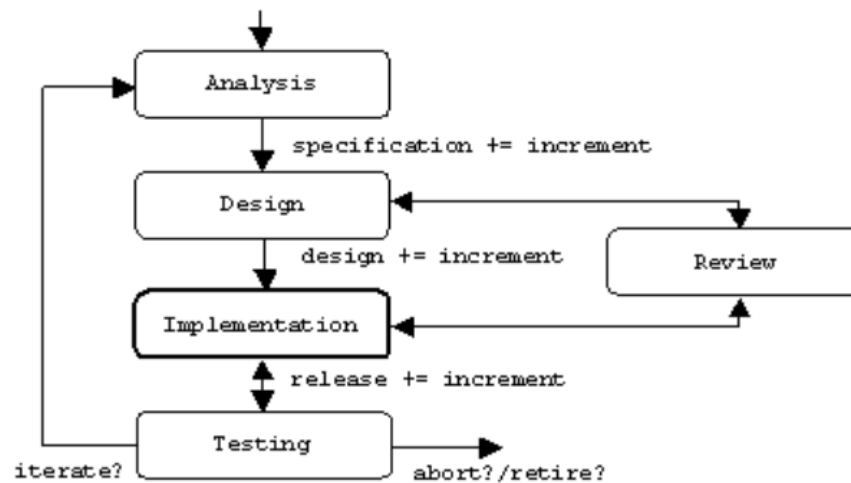 Analysis
specification += increment
Design
design += increment
Review
Implementation
release += increment
Testing
iterate?
abort?/retire?